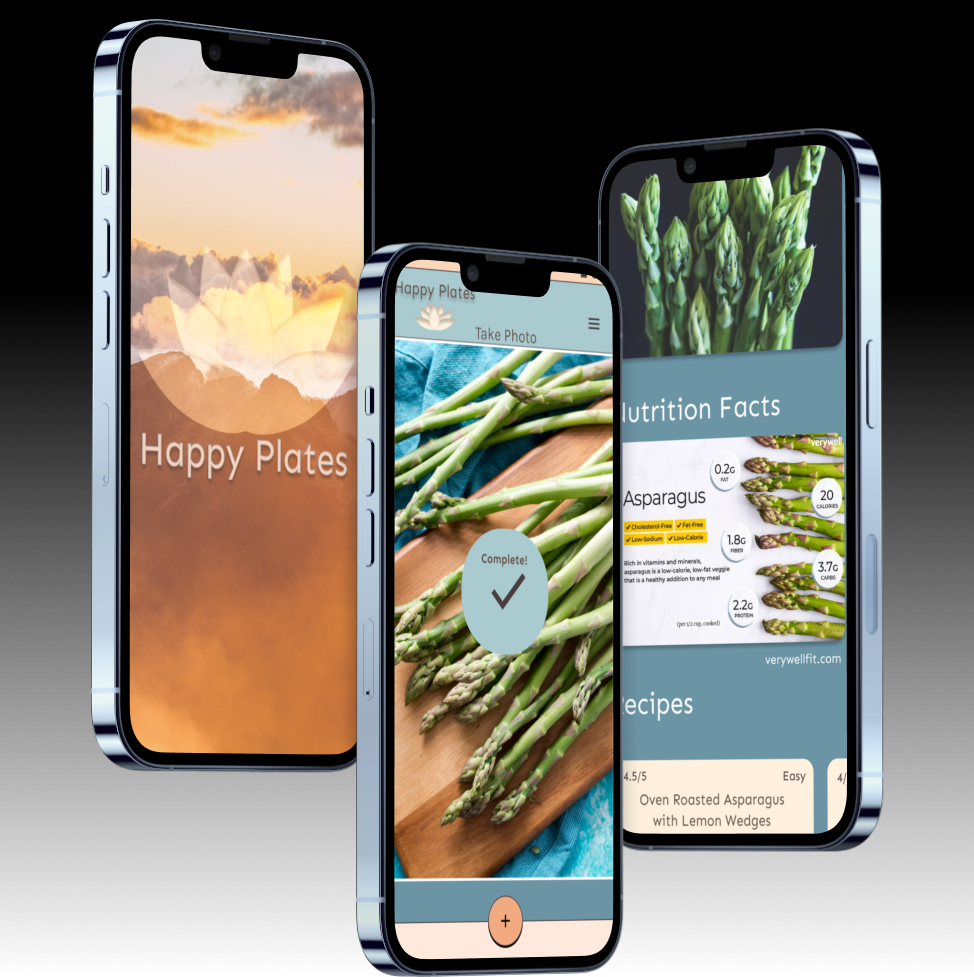 Happy Plates
Happy Plates
Take Photo
Complete!
+
Nutrition Facts
verywell
0.2G
FAT
Asparagus
20
CALORIES
✓ Cholesterol-Free ✓ Fat-Free
✓ Low-Sodium ✓ Low-Calorie
1.8G
FIBER
Rich in vitamins and minerals,
asparagus is a low-calorie, low-fat veggie
that is a healthy addition to any meal
3.7G
CARBS
2.2G
PROTEIN
(per 1/2 cup, cooked)
verywellfit.com
ecipes
4.5/5 Easy
4/
Oven Roasted Asparagus
with Lemon Wedges